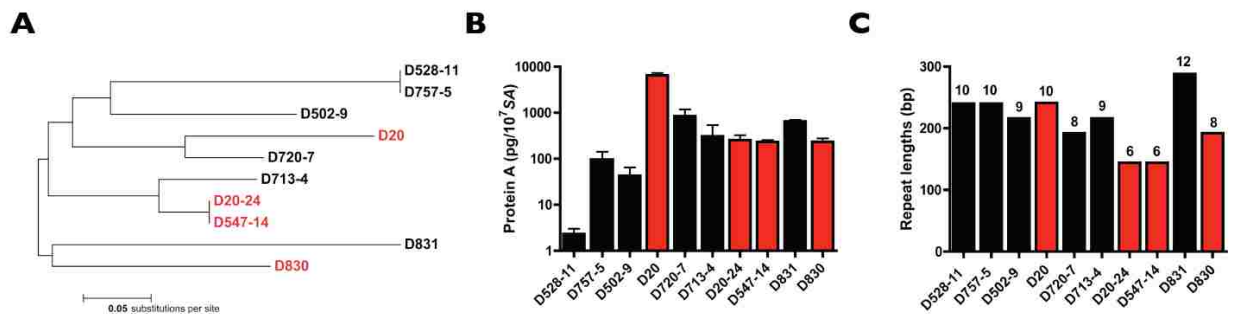 A
D528-11
D757-5
D502-9
D20
D720-7
D713-4
D20-24
D547-14
D831
D830
0.05 substitutions per site
B
Protein A (pg/10^7 SA)
10000
1000
100
10
1
D528-11
D757-5
D502-9
D20
D720-7
D713-4
D20-24
D547-14
D831
D830
C
Repeat lengths (bp)
300
200
100
0
10
10
9
10
8
9
6
6
12
8
D528-11
D757-5
D502-9
D20
D720-7
D713-4
D20-24
D547-14
D831
D830